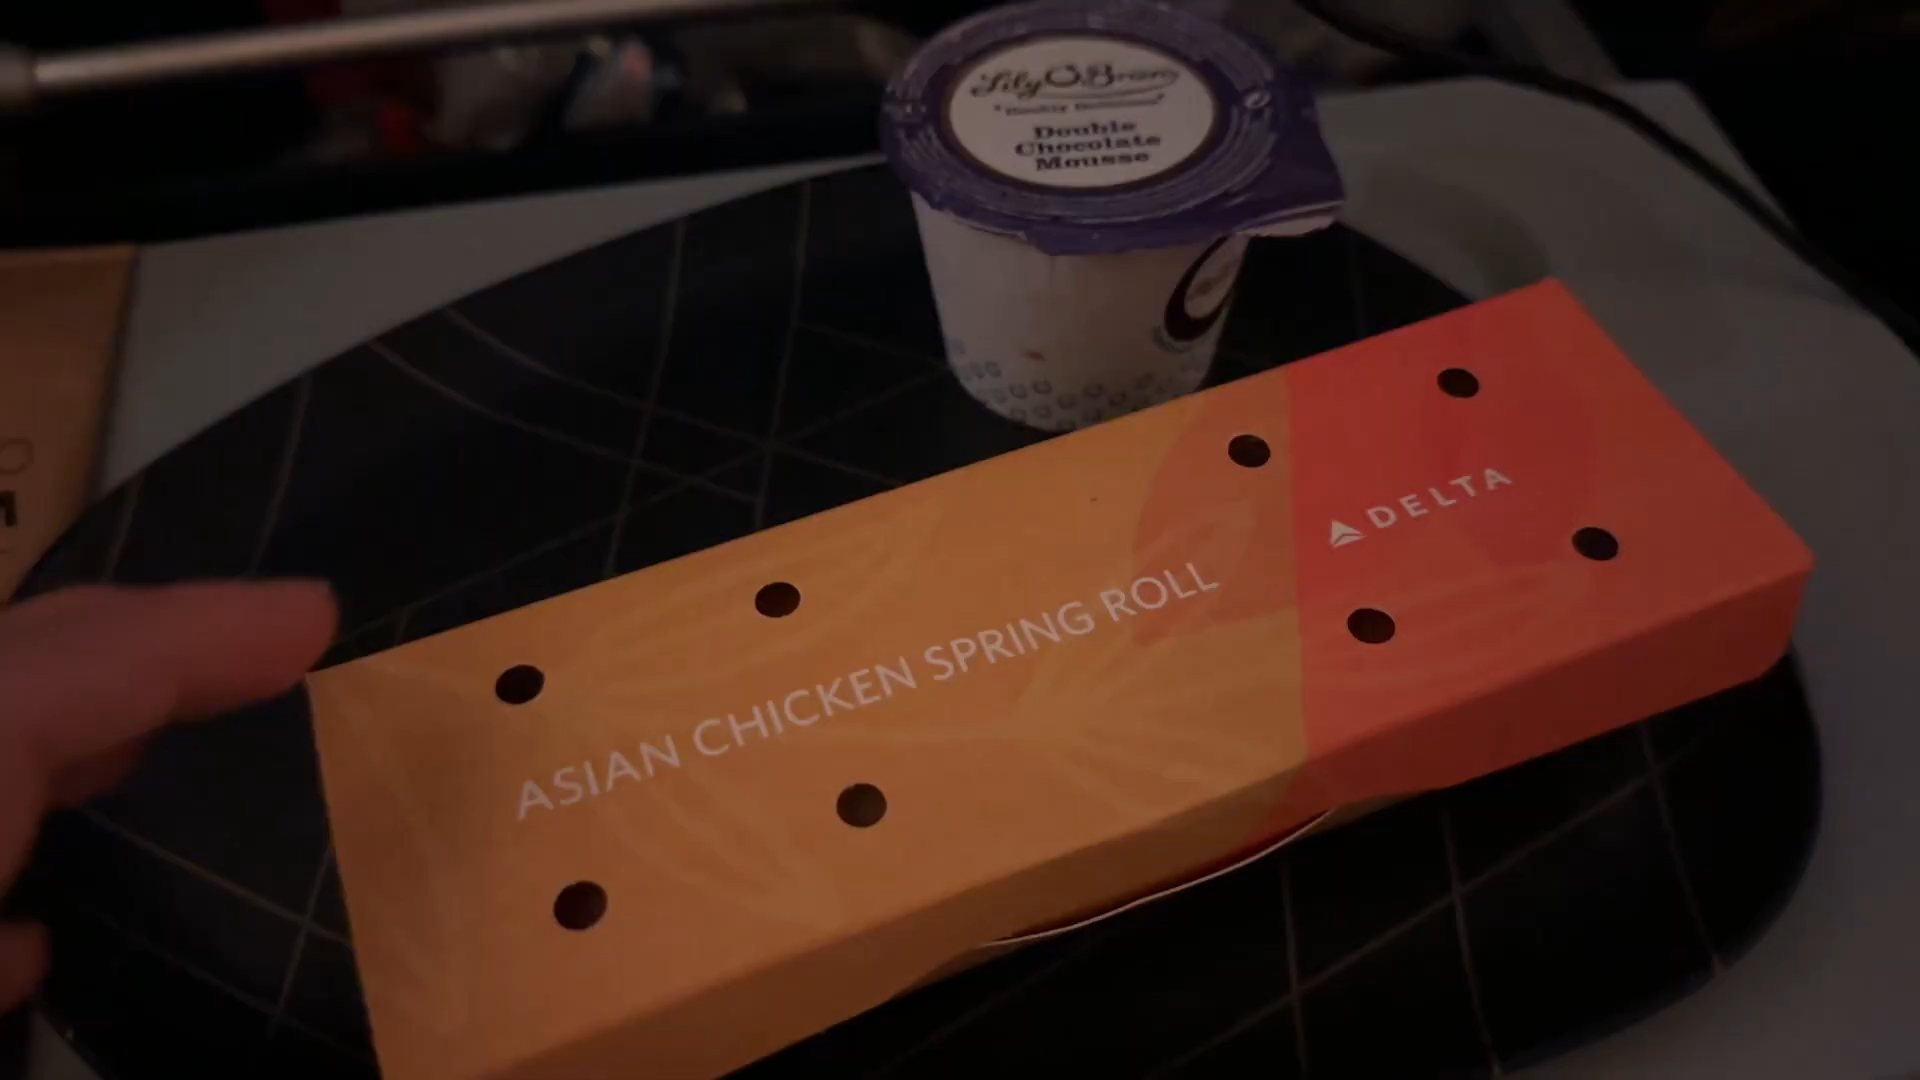 Lily O'Brien's
Double
Chocolate
Mousse
DELTA
ASIAN CHICKEN SPRING ROLL